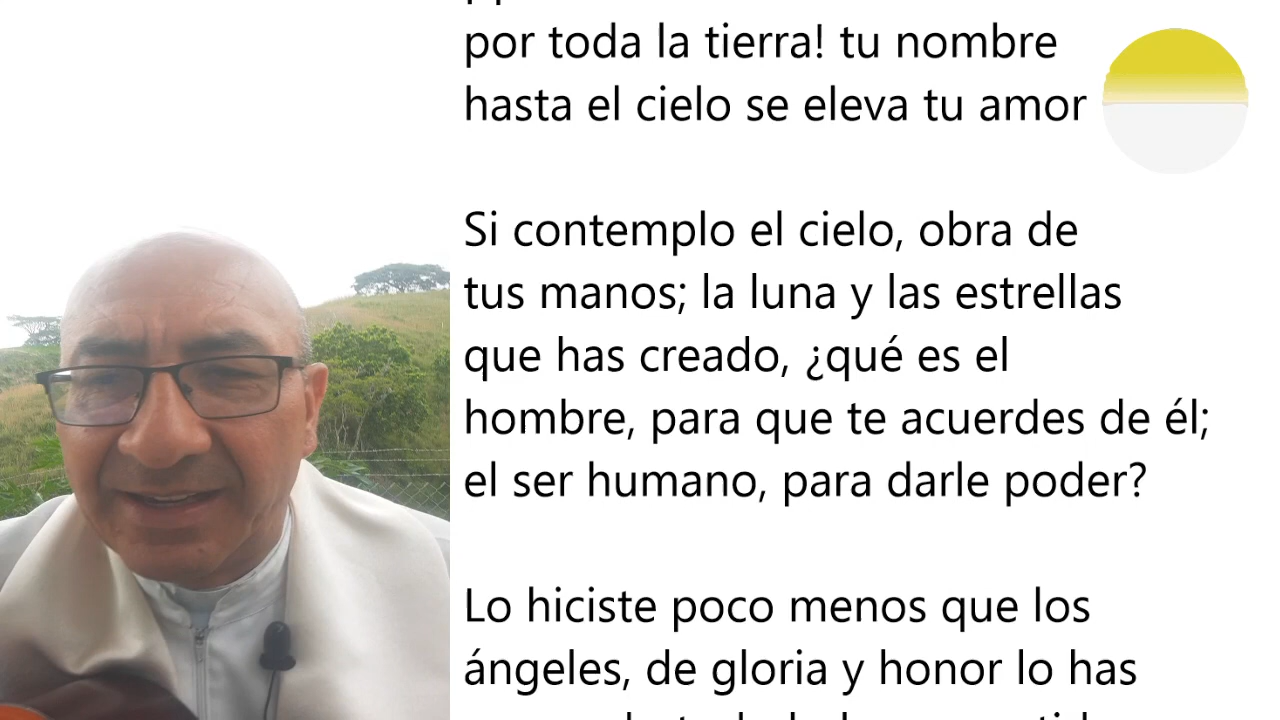 por toda la tierra! tu nombre
hasta el cielo se eleva tu amor
Si contemplo el cielo, obra de
tus manos; la luna y las estrellas
que has creado, ¿qué es el
hombre, para que te acuerdes de él;
el ser humano, para darle poder?
Lo hiciste poco menos que los
ángeles, de gloria y honor lo has